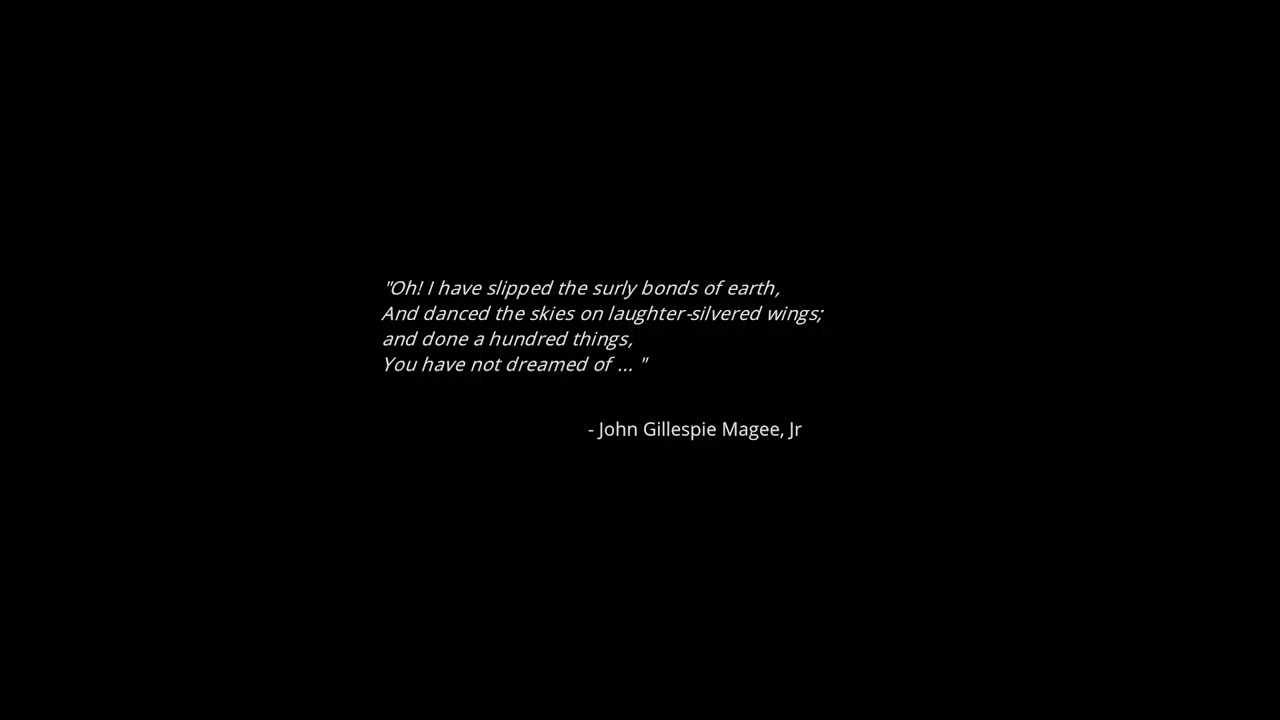 "Oh! I have slipped the surly bonds of earth,
And danced the skies on laughter-silvered wings;
and done a hundred things,
You have not dreamed of ... "
- John Gillespie Magee, Jr